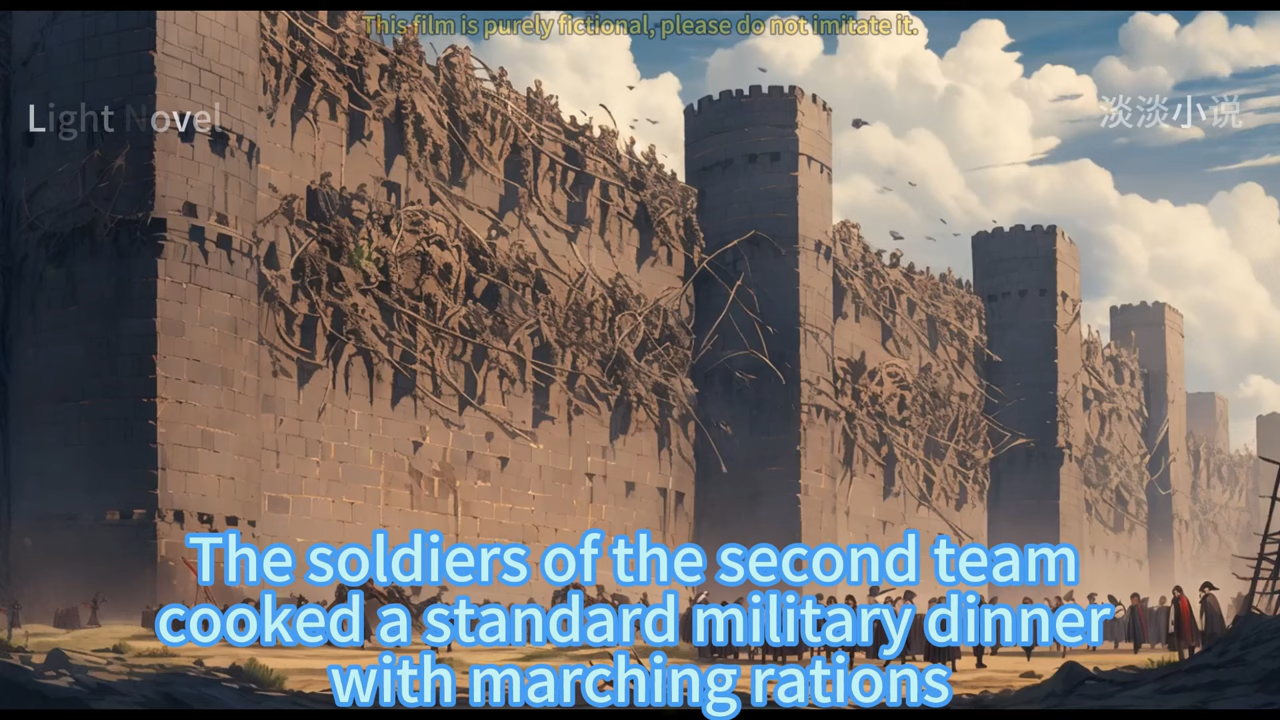 This film is purely fictional, please do not imitate it.
Light Novel
淡淡小说
The soldiers of the second team
cooked a standard military dinner
with marching rations